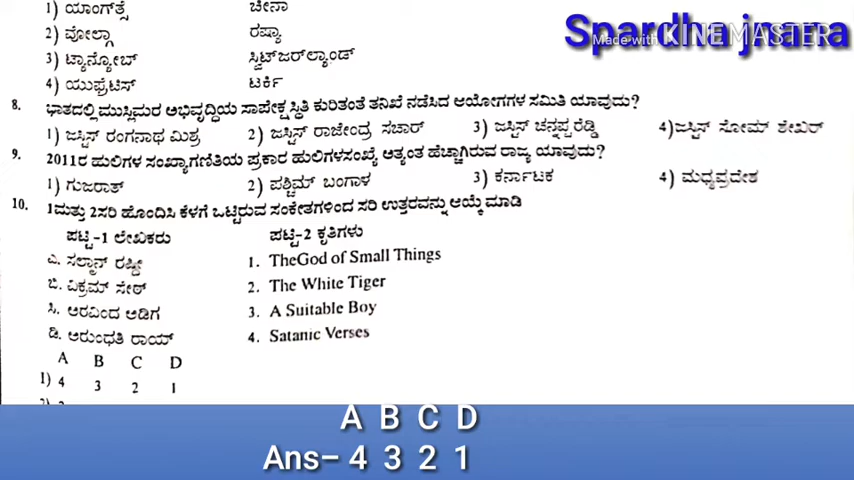 1) ಯಾಂಗ್‌ತ್ಸೆ ಚೀನಾ
2) ವೋಲ್ಗಾ ರಷ್ಯಾ
3) ಟ್ಯಾನ್ಯೋಬ್ ಸ್ವಿಟ್ಜರ್‌ಲ್ಯಾಂಡ್
4) ಯುಫ್ರೆಟಿಸ್ ಟರ್ಕಿ
Spardha jnana
Made with KINEMASTER
8. ಭಾತದಲ್ಲಿ ಮುಸ್ಲಿಮರ ಅಭಿವೃದ್ಧಿಯ ಸಾಪೇಕ್ಷ ಸ್ಥಿತಿ ಕುರಿತಂತೆ ತನಿಖೆ ನಡೆಸಿದ ಆಯೋಗಗಳ ಸಮಿತಿ ಯಾವುದು?
1) ಜಸ್ಟಿಸ್ ರಂಗನಾಥ ಮಿಶ್ರ 2) ಜಸ್ಟಿಸ್ ರಾಜೇಂದ್ರ ಸಚಾರ್ 3) ಜಸ್ಟಿಸ್ ಚನ್ನಪ್ಪ ರೆಡ್ಡಿ 4)ಜಸ್ಟಿಸ್ ಸೋಮ್ ಶೇಖರ್
9. 2011ರ ಹುಲಿಗಳ ಸಂಖ್ಯಾಗಣತಿಯ ಪ್ರಕಾರ ಹುಲಿಗಳಸಂಖ್ಯೆ ಅತ್ಯಂತ ಹೆಚ್ಚಾಗಿರುವ ರಾಜ್ಯ ಯಾವುದು?
1) ಗುಜರಾತ್ 2) ಪಶ್ಚಿಮ್ ಬಂಗಾಳ 3) ಕರ್ನಾಟಕ 4) ಮಧ್ಯಪ್ರದೇಶ
10. 1ಮತ್ತು 2ಸರಿ ಹೊಂದಿಸಿ ಕೆಳಗೆ ಒಟ್ಟಿರುವ ಸಂಕೇತಗಳಿಂದ ಸರಿ ಉತ್ತರವನ್ನು ಆಯ್ಕೆ ಮಾಡಿ
ಪಟ್ಟಿ-1 ಲೇಖಕರು ಪಟ್ಟಿ-2 ಕೃತಿಗಳು
ಎ. ಸಲ್ಮಾನ್ ರಷ್ದೀ 1. TheGod of Small Things
ಬಿ. ವಿಕ್ರಮ್ ಸೇಠ್ 2. The White Tiger
ಸಿ. ಅರವಿಂದ ಅಡಿಗ 3. A Suitable Boy
ಡಿ. ಅರುಂಧತಿ ರಾಯ್ 4. Satanic Verses
A B C D
1) 4 3 2 1
A B C D
Ans– 4 3 2 1